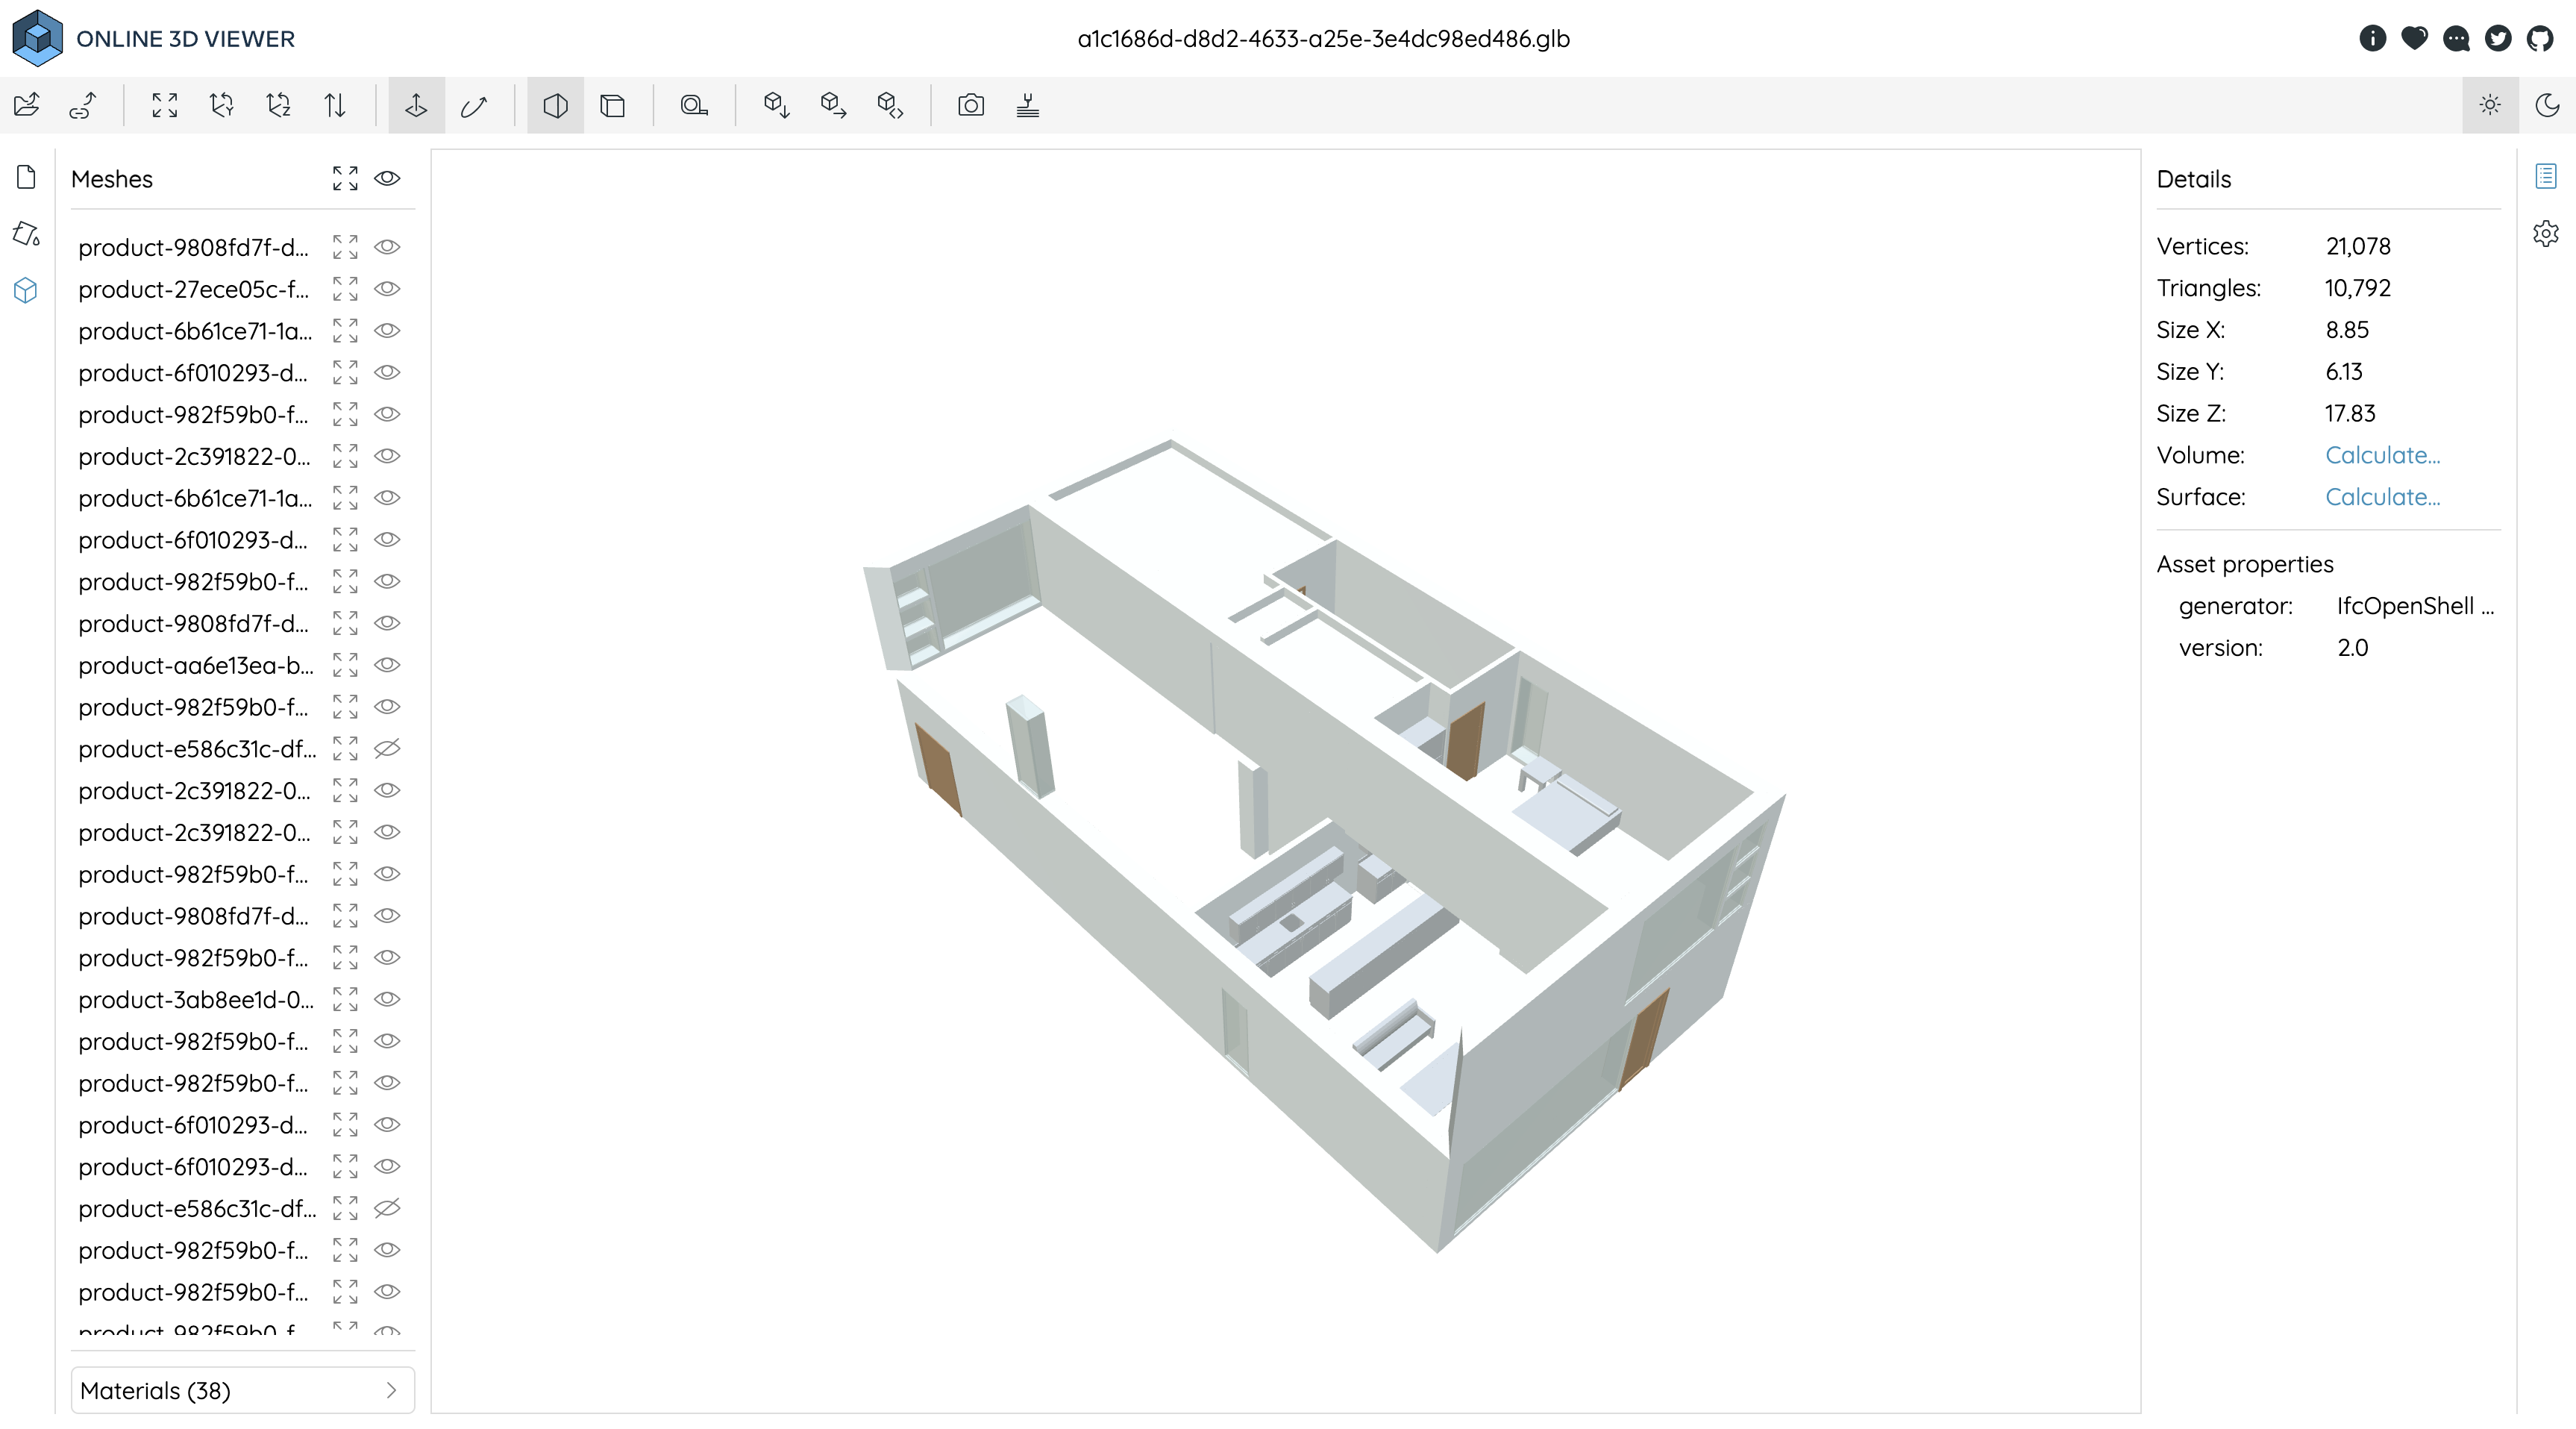 ONLINE 3D VIEWER
a1c1686d-d8d2-4633-a25e-3e4dc98ed486.glb
Meshes
product-9808fd7f-d...
product-27ece05c-f...
product-6b61ce71-1a...
product-6f010293-d...
product-982f59b0-f...
product-2c391822-0...
product-6b61ce71-1a...
product-6f010293-d...
product-982f59b0-f...
product-9808fd7f-d...
product-aa6e13ea-b...
product-982f59b0-f...
product-e586c31c-df...
product-2c391822-0...
product-2c391822-0...
product-982f59b0-f...
product-9808fd7f-d...
product-982f59b0-f...
product-3ab8ee1d-0...
product-982f59b0-f...
product-982f59b0-f...
product-6f010293-d...
product-6f010293-d...
product-e586c31c-df...
product-982f59b0-f...
product-982f59b0-f...
product-982f59b0-f
Materials (38)
Details
Vertices: 21,078
Triangles: 10,792
Size X: 8.85
Size Y: 6.13
Size Z: 17.83
Volume: Calculate...
Surface: Calculate...
Asset properties
generator: IfcOpenShell ...
version: 2.0